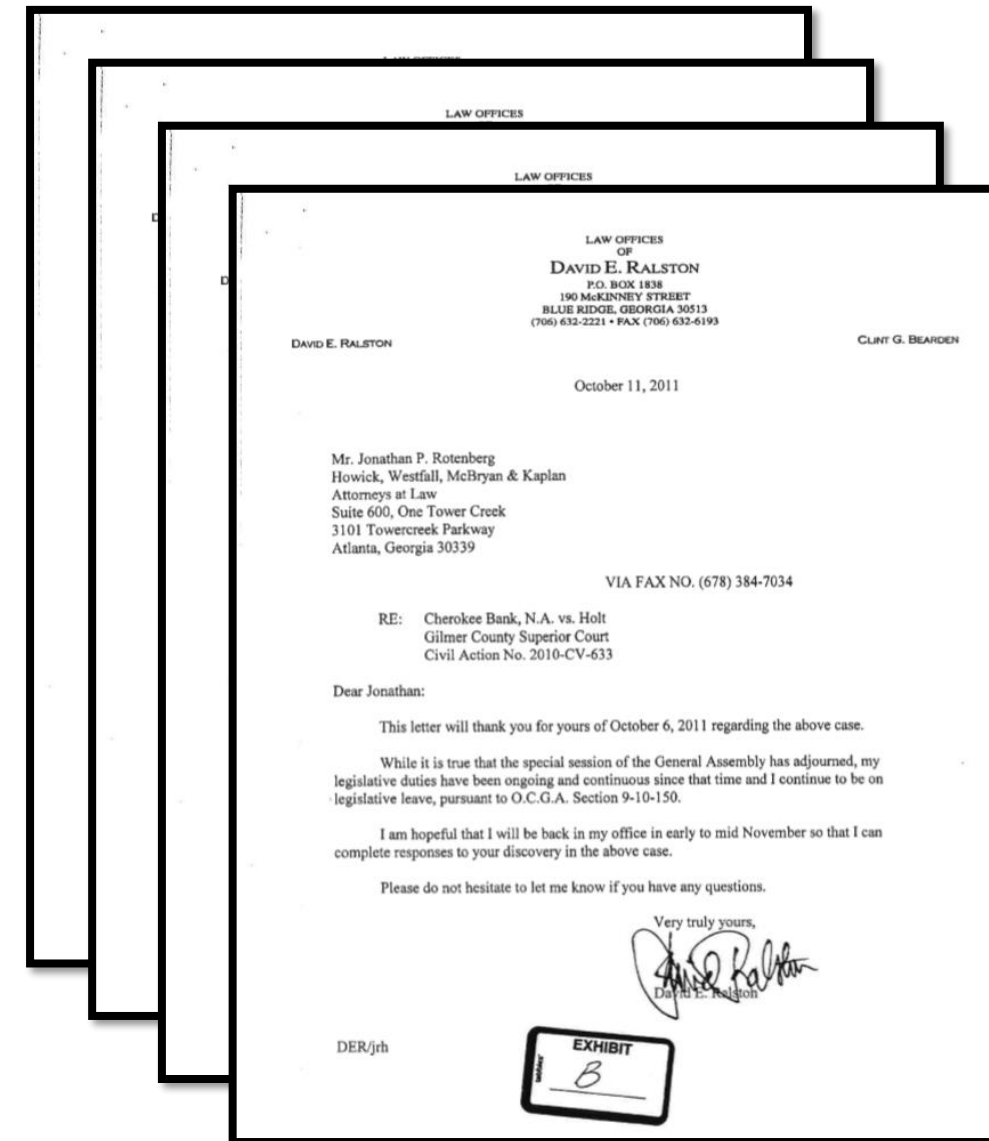 LAW OFFICES
LAW OFFICES
LAW OFFICES
D
D
LAW OFFICES
OF
DAVID E. RALSTON
P.O. BOX 1838
190 McKINNEY STREET
BLUE RIDGE, GEORGIA 30513
(706) 632-2221 • FAX (706) 632-6193
DAVID E. RALSTON
CLINT G. BEARDEN
October 11, 2011
Mr. Jonathan P. Rotenberg
Howick, Westfall, McBryan & Kaplan
Attorneys at Law
Suite 600, One Tower Creek
3101 Towercreek Parkway
Atlanta, Georgia 30339
VIA FAX NO. (678) 384-7034
RE: Cherokee Bank, N.A. vs. Holt
Gilmer County Superior Court
Civil Action No. 2010-CV-633
Dear Jonathan:
This letter will thank you for yours of October 6, 2011 regarding the above case.
While it is true that the special session of the General Assembly has adjourned, my
legislative duties have been ongoing and continuous since that time and I continue to be on
legislative leave, pursuant to O.C.G.A. Section 9-10-150.
I am hopeful that I will be back in my office in early to mid November so that I can
complete responses to your discovery in the above case.
Please do not hesitate to let me know if you have any questions.
Very truly yours,
David E. Ralston
David E. Ralston
DER/jrh
EXHIBIT
B